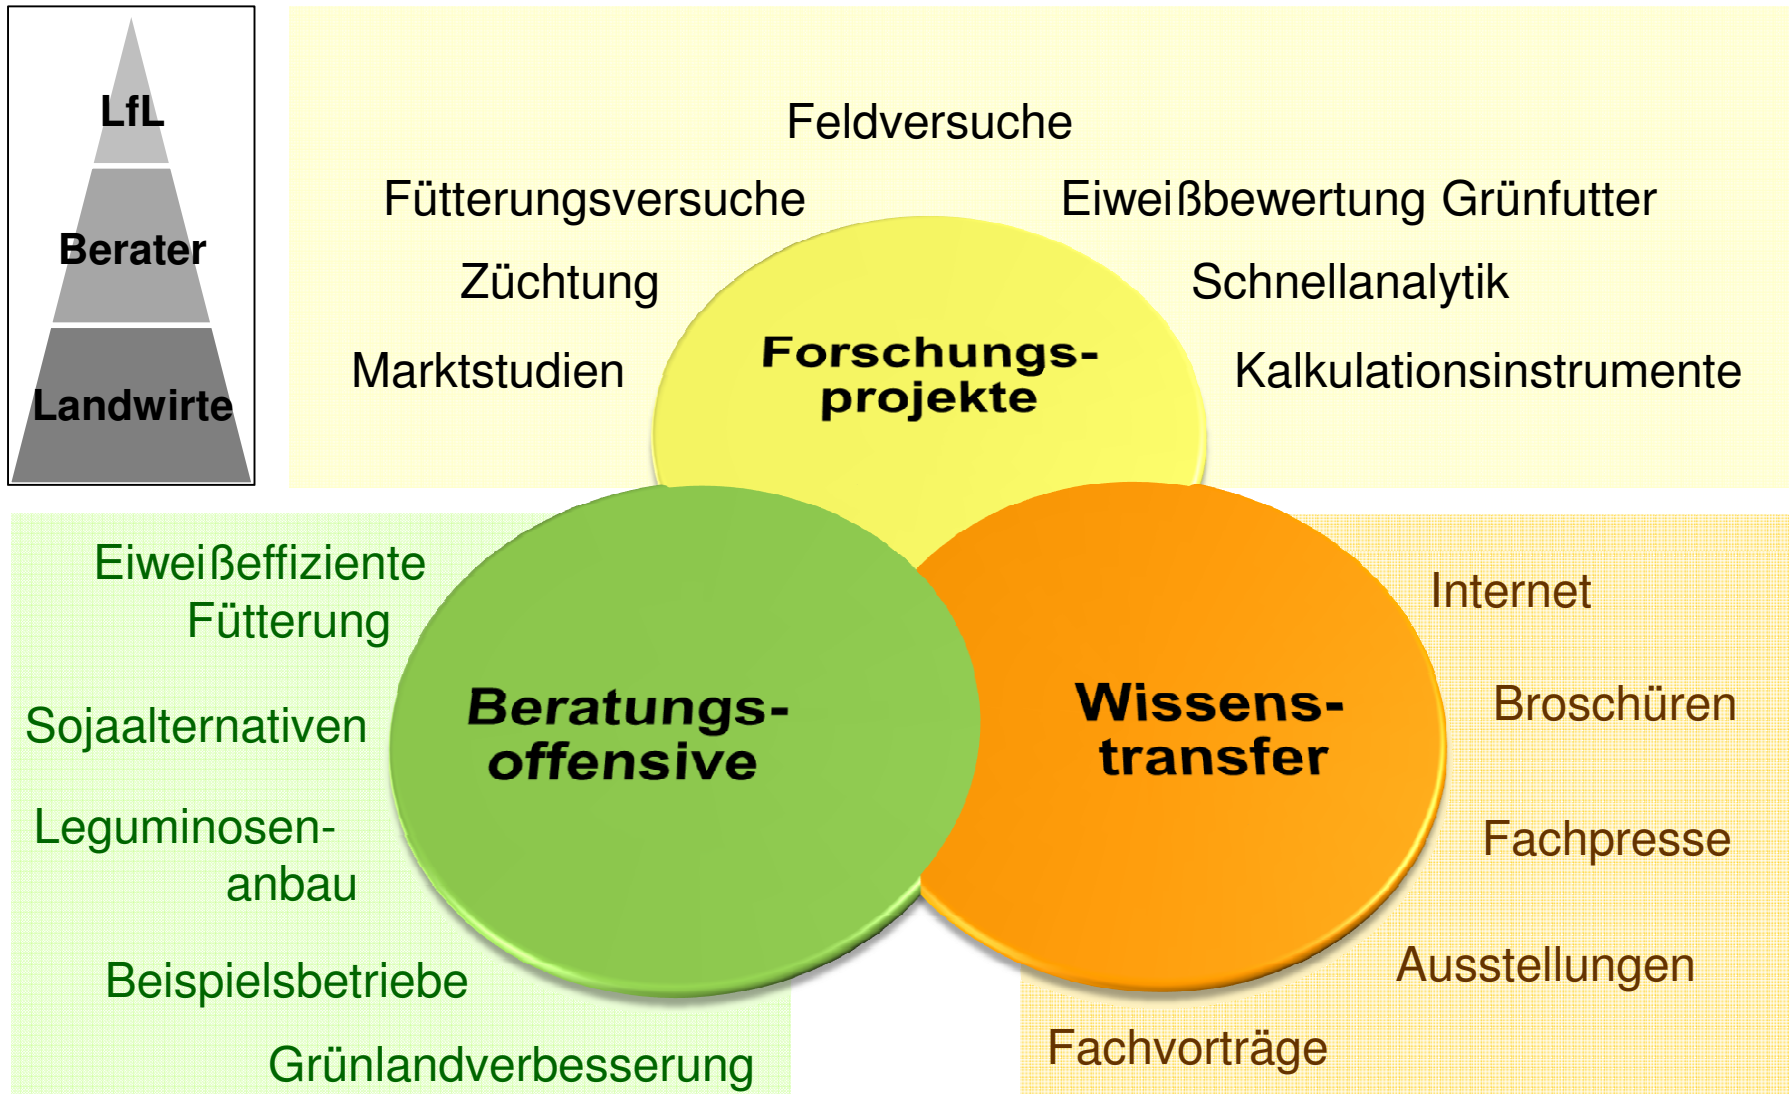 LfL
Berater
Landwirte
Feldversuche
Fütterungsversuche
Eiweißbewertung Grünfutter
Züchtung
Schnellanalytik
Marktstudien
Kalkulationsinstrumente
Forschungs-
projekte
Eiweißeffiziente
Fütterung
Sojaalternativen
Leguminosen-
anbau
Beispielsbetriebe
Grünlandverbesserung
Beratungs-
offensive
Wissens-
transfer
Internet
Broschüren
Fachpresse
Ausstellungen
Fachvorträge